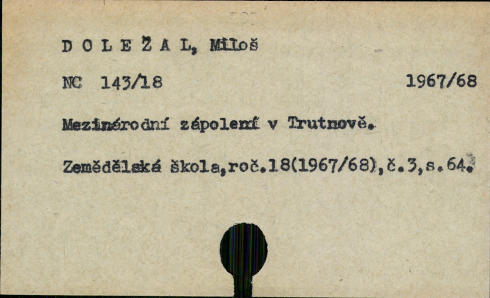 D O L E Ž A L, Miloš
NC 143/18 1967/68
Mezinárodní zápolení v Trutnově.
Zemědělská škola,roč.18(1967/68),č.3,s.64.